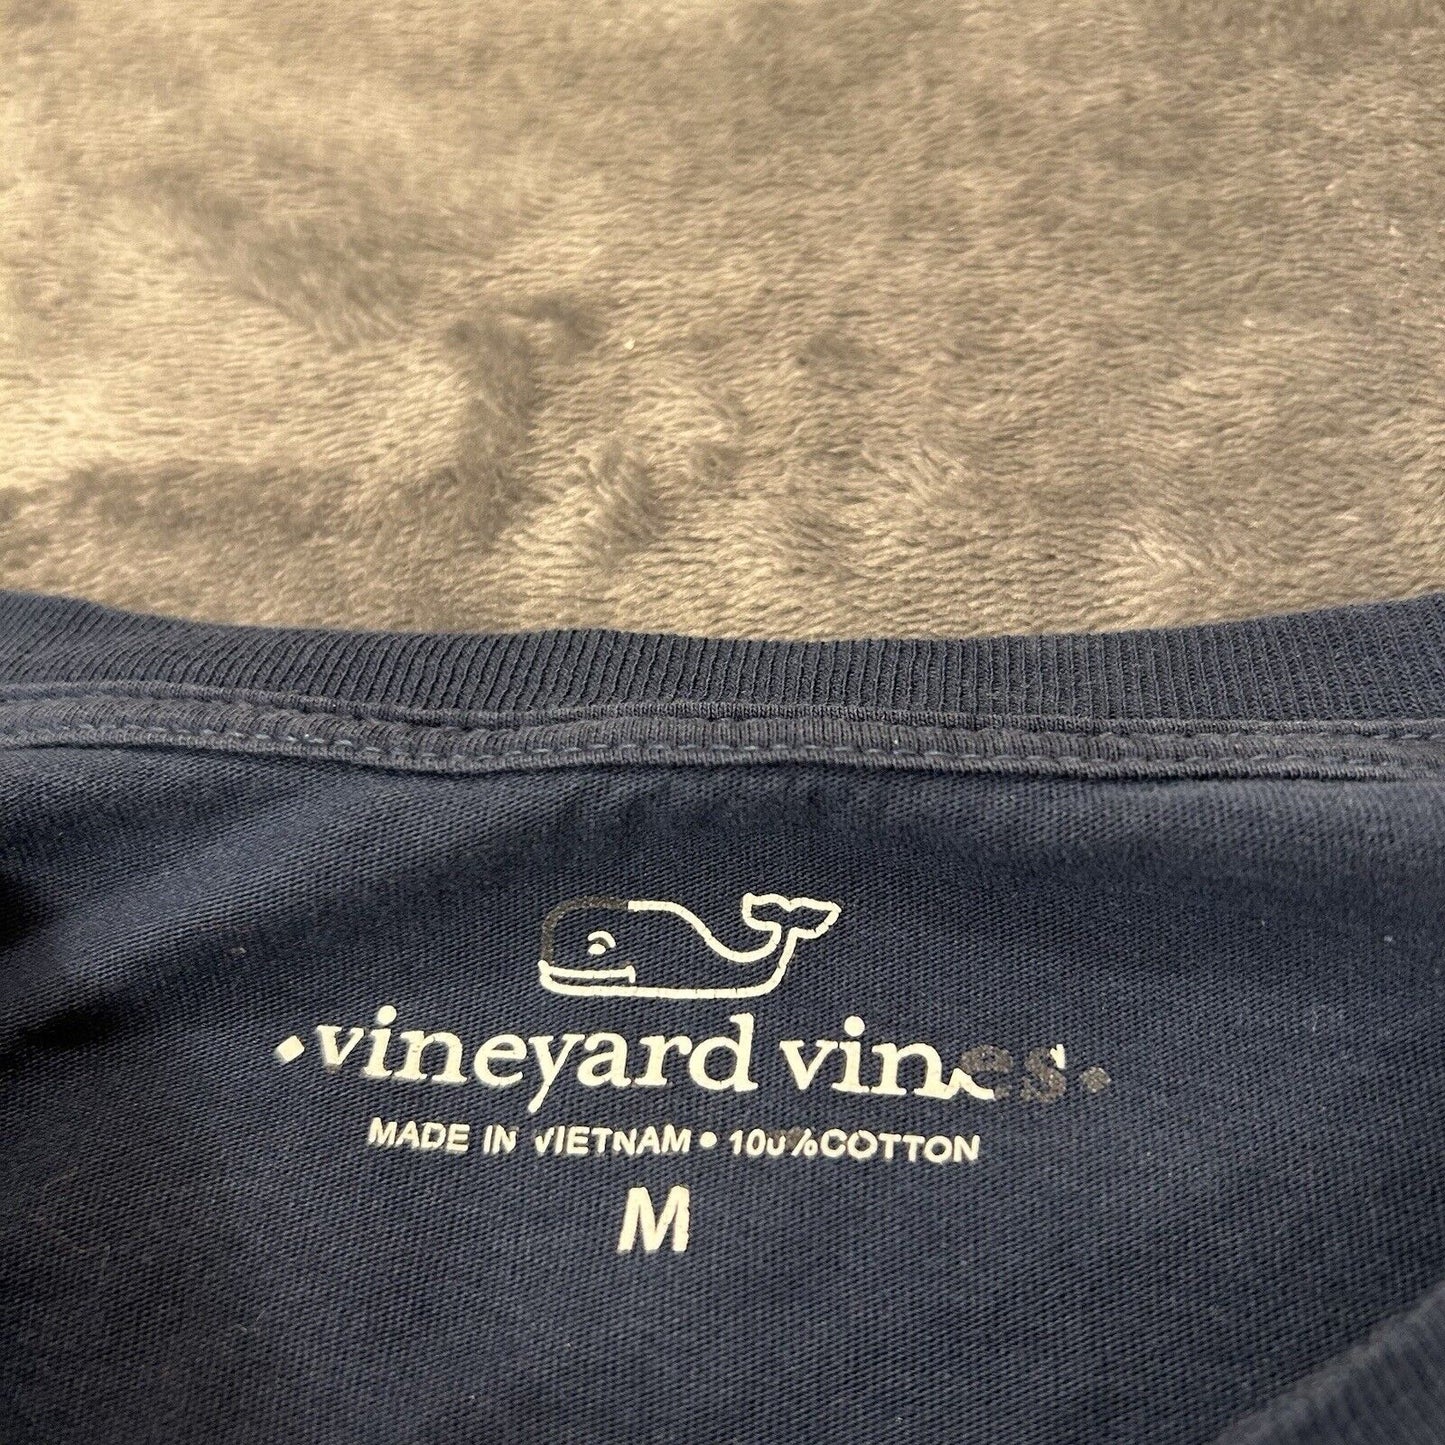 •vineyard vines•
MADE IN VIETNAM • 100%COTTON
M